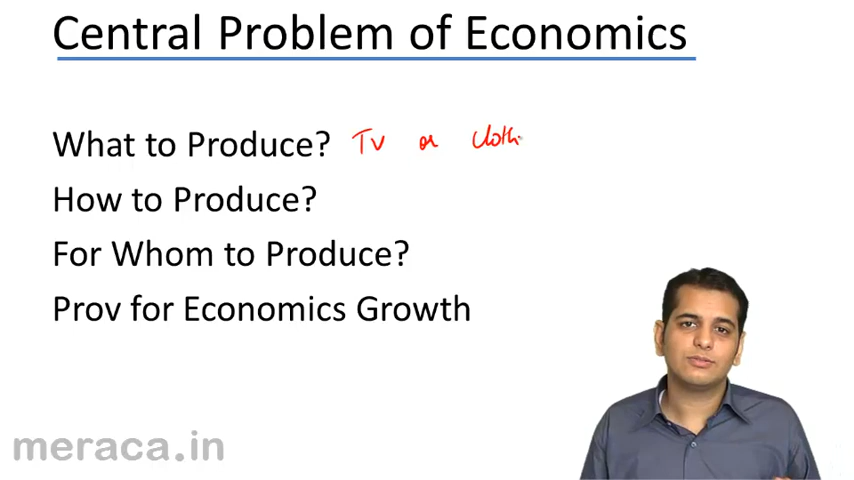 Central Problem of Economics
What to Produce? TV or Cloth
How to Produce?
For Whom to Produce?
Prov for Economics Growth
meraca.in